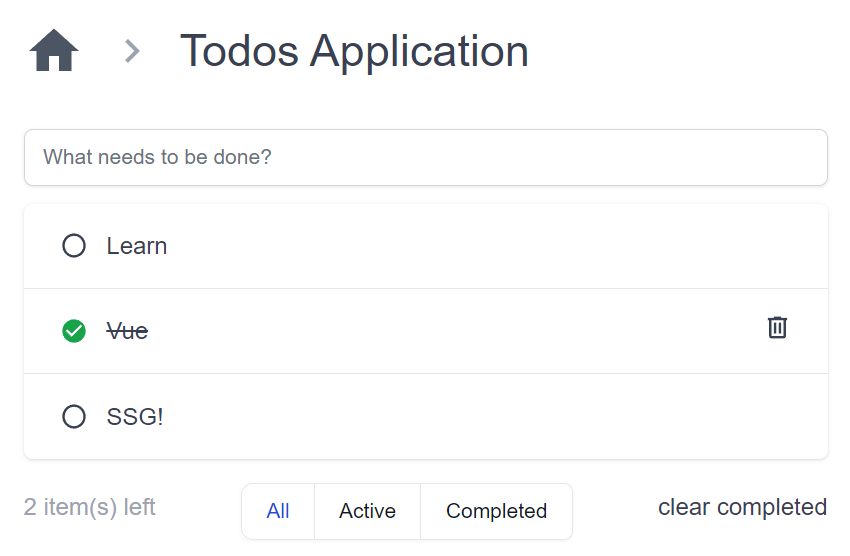 Todos Application
What needs to be done?
Learn
Vue
SSG!
2 item(s) left
All
Active
Completed
clear completed